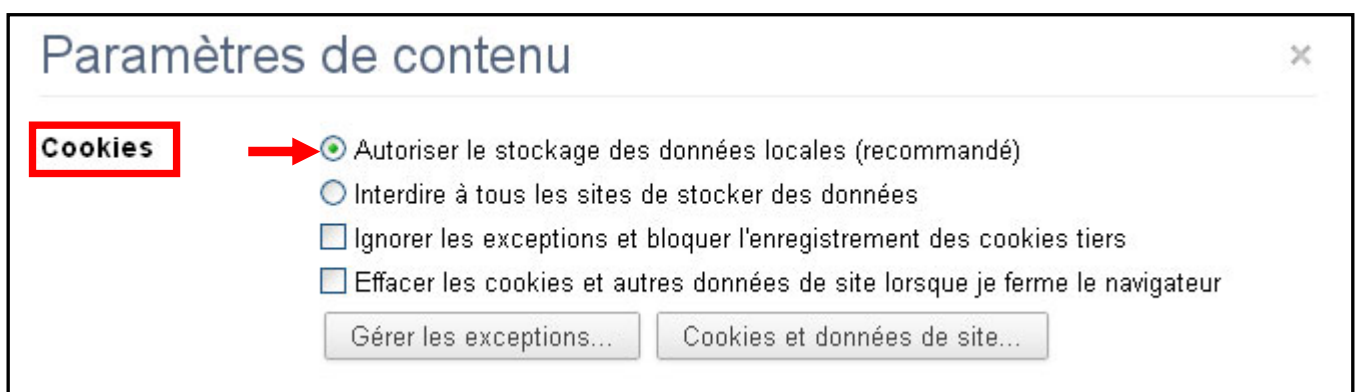 Paramètres de contenu
Cookies
Autoriser le stockage des données locales (recommandé)
Interdire à tous les sites de stocker des données
Ignorer les exceptions et bloquer l'enregistrement des cookies tiers
Effacer les cookies et autres données de site lorsque je ferme le navigateur
Gérer les exceptions... Cookies et données de site...